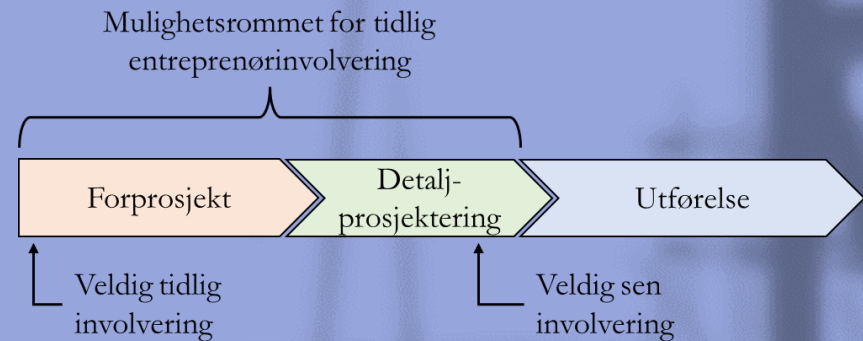 Mulighetsrommet for tidlig
entreprenørinvolvering
Forprosjekt
Detalj-
prosjektering
Utførelse
Veldig tidlig
involvering
Veldig sen
involvering